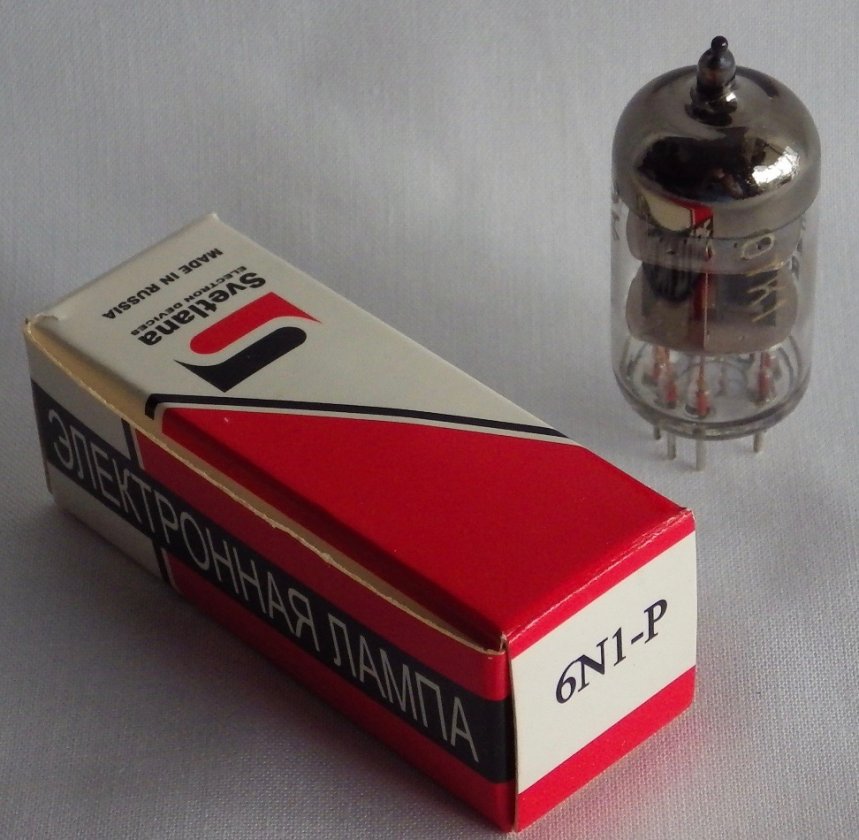 Svetlana
ELECTRON DEVICES
MADE IN RUSSIA
ЭЛЕКТРОННАЯ ЛАМПА
6N1-P